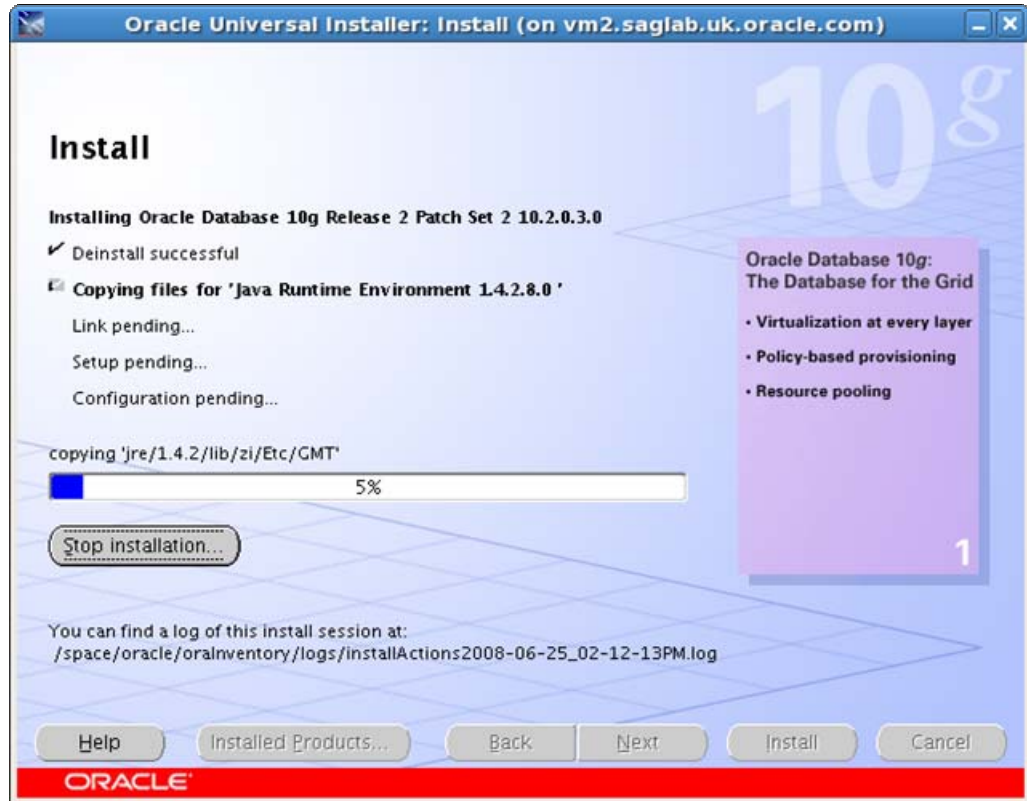 Oracle Universal Installer: Install (on vm2.saglab.uk.oracle.com)
10g
Install
Installing Oracle Database 10g Release 2 Patch Set 2 10.2.0.3.0
Deinstall successful
Copying files for 'Java Runtime Environment 1.4.2.8.0 '
Link pending...
Setup pending...
Configuration pending...
copying 'jre/1.4.2/lib/zi/Etc/GMT'
5%
Stop installation...
Oracle Database 10g:
The Database for the Grid
• Virtualization at every layer
• Policy-based provisioning
• Resource pooling
1
You can find a log of this install session at:
/space/oracle/oraInventory/logs/installActions2008-06-25_02-12-13PM.log
Help
Installed Products...
Back
Next
Install
Cancel
ORACLE